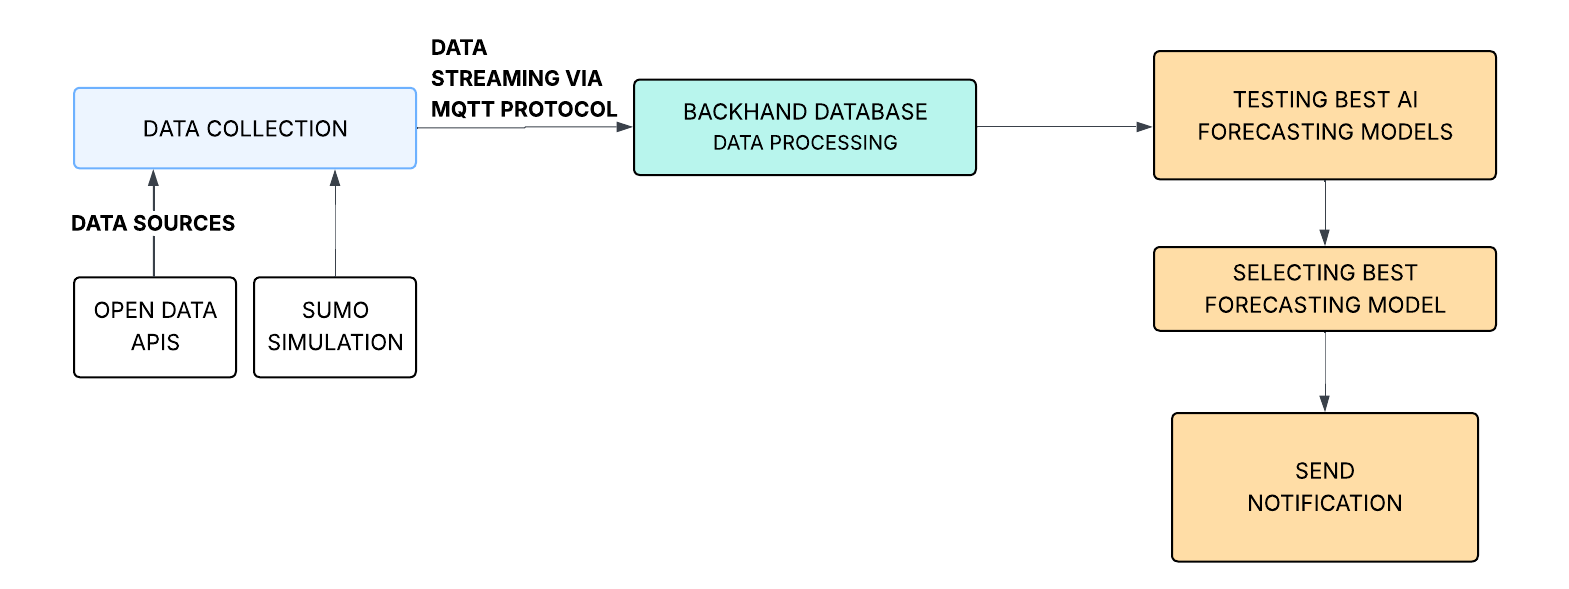 DATA
STREAMING VIA
MQTT PROTOCOL
DATA COLLECTION
BACKHAND DATABASE
DATA PROCESSING
TESTING BEST AI
FORECASTING MODELS
DATA SOURCES
OPEN DATA
APIS
SUMO
SIMULATION
SELECTING BEST
FORECASTING MODEL
SEND
NOTIFICATION